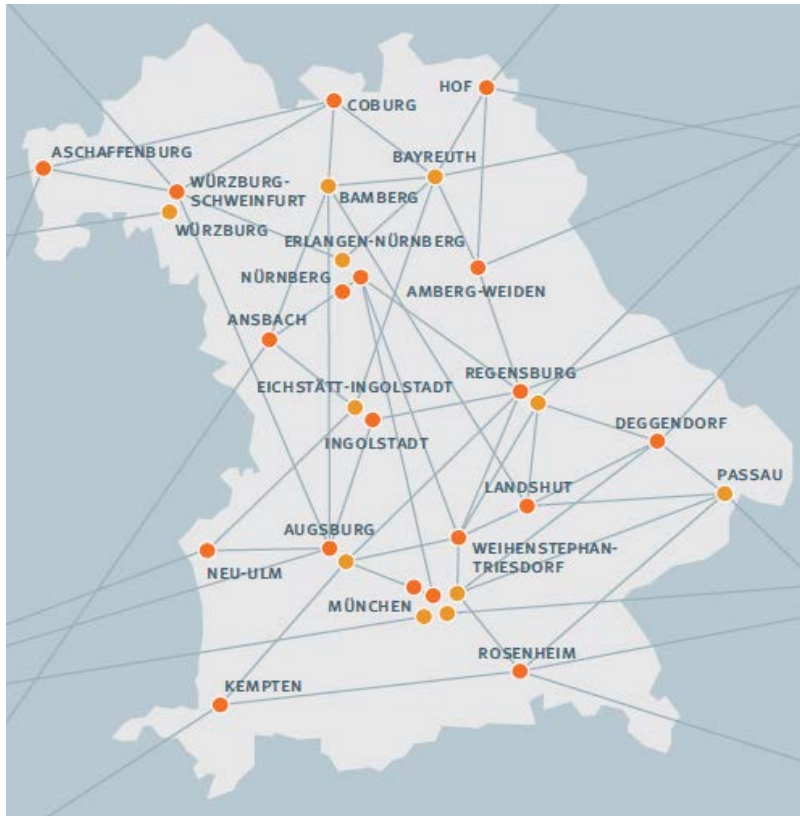 HOF
COBURG
ASCHAFFENBURG
BAYREUTH
WÜRZBURG-
SCHWEINFURT
BAMBERG
WÜRZBURG
ERLANGEN-NÜRNBERG
NÜRNBERG
AMBERG-WEIDEN
ANSBACH
REGENSBURG
EICHSTÄTT-INGOLSTADT
DEGGENDORF
INGOLSTADT
PASSAU
LANDSHUT
AUGSBURG
WEIHENSTEPHAN-
TRIESDORF
NEU-ULM
MÜNCHEN
ROSENHEIM
KEMPTEN